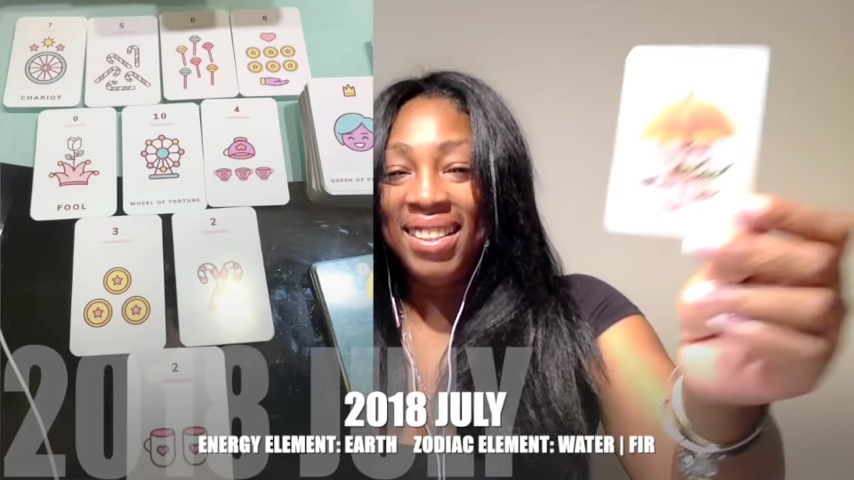 7
5
6
6
CHARIOT
0
10
4
FOOL
WHEEL OF FORTUNE
QUEEN OF
3
2
2
2018 JULY
2018 JULY
ENERGY ELEMENT: EARTH ZODIAC ELEMENT: WATER | FIR